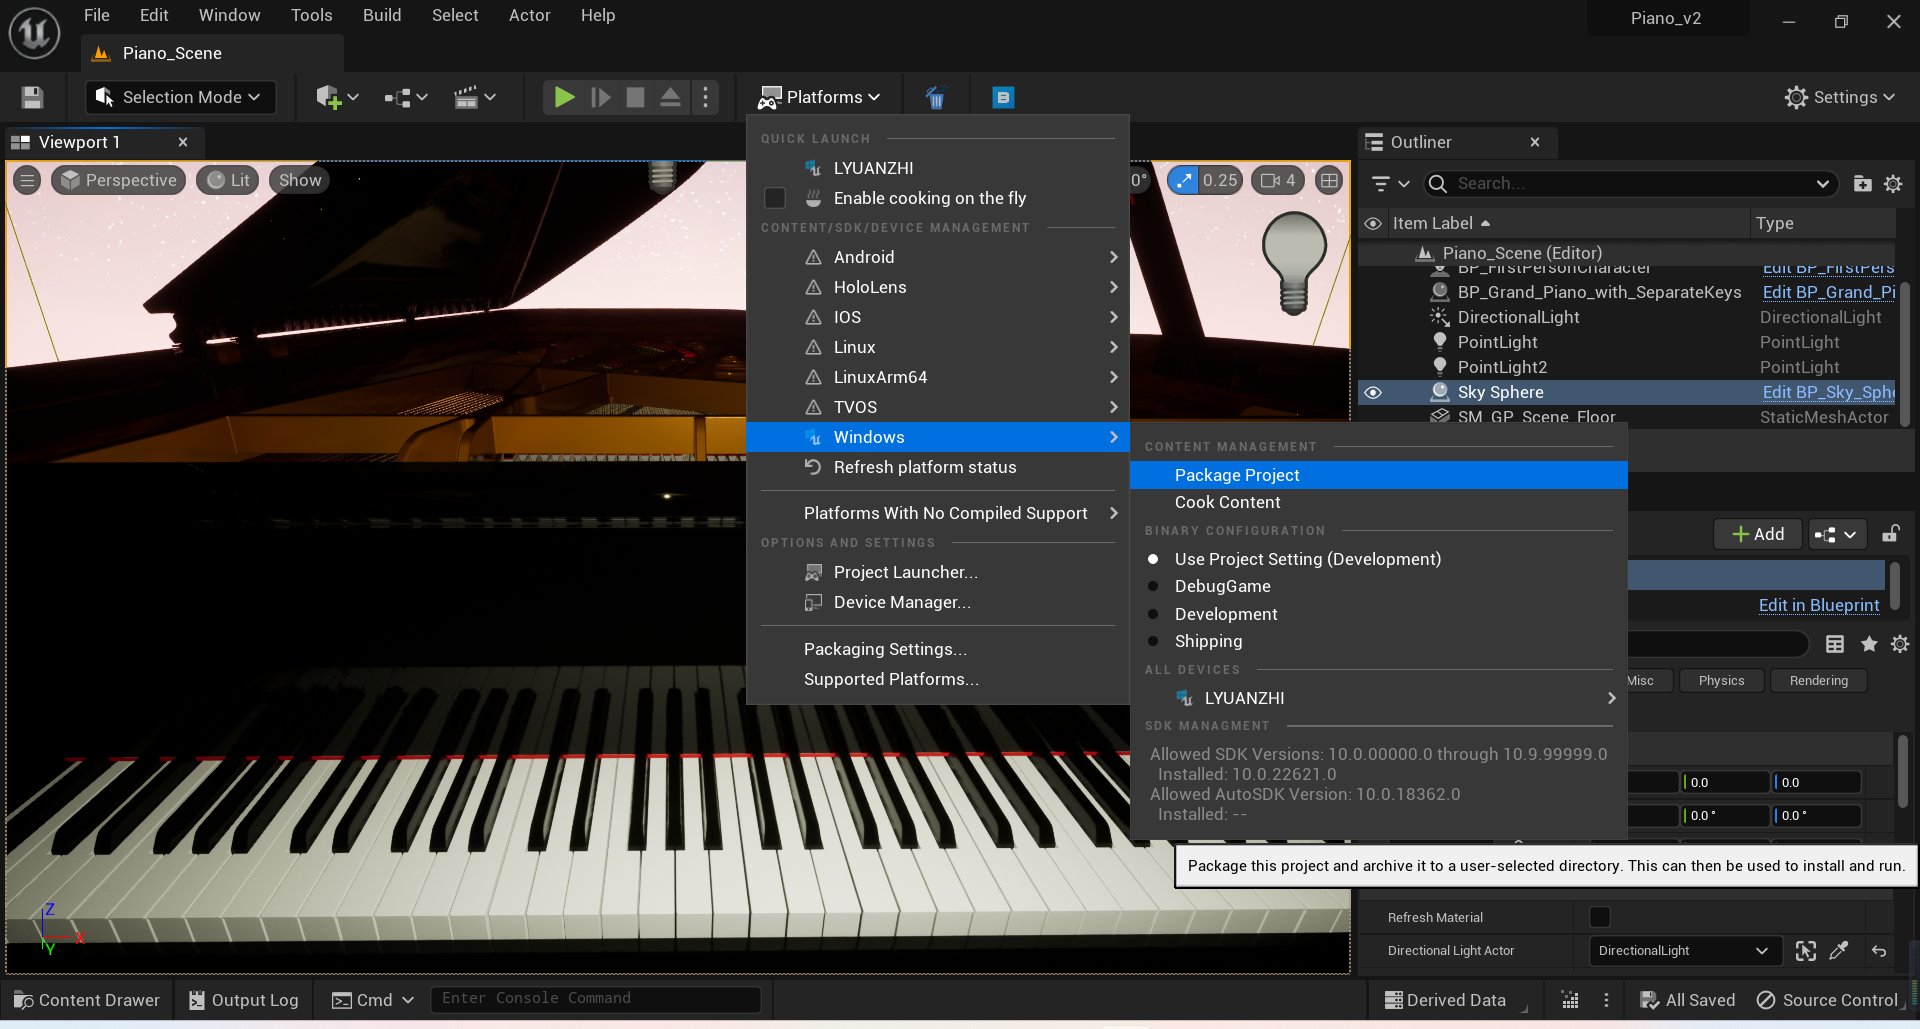 File Edit Window Tools Build Select Actor Help
Piano_v2
Piano_Scene
Selection Mode
Platforms
Settings
Viewport 1
Perspective
Lit
Show
0°
0.25
4
QUICK LAUNCH
LYUANZHI
Enable cooking on the fly
CONTENT/SDK/DEVICE MANAGEMENT
Android
HoloLens
IOS
Linux
LinuxArm64
TVOS
Windows
Refresh platform status
Platforms With No Compiled Support
OPTIONS AND SETTINGS
Project Launcher...
Device Manager...
Packaging Settings...
Supported Platforms...
CONTENT MANAGEMENT
Package Project
Cook Content
BINARY CONFIGURATION
Use Project Setting (Development)
DebugGame
Development
Shipping
ALL DEVICES
LYUANZHI
SDK MANAGMENT
Allowed SDK Versions: 10.0.00000.0 through 10.9.99999.0
Installed: 10.0.22621.0
Allowed AutoSDK Version: 10.0.18362.0
Installed: --
Package this project and archive it to a user-selected directory. This can then be used to install and run.
Outliner
Search...
Item Label Type
Piano_Scene (Editor)
BP_FirstPersonCharacter Edit BP_FirstPers
BP_Grand_Piano_with_SeparateKeys Edit BP_Grand_Pi
DirectionalLight DirectionalLight
PointLight PointLight
PointLight2 PointLight
Sky Sphere Edit BP_Sky_Sphe
SM_GP_Scene_Floor StaticMeshActor
Add
Edit in Blueprint
Misc Physics Rendering
0.0 0.0
0.0 ° 0.0 °
Refresh Material
Directional Light Actor DirectionalLight
Z
X
Y
Content Drawer Output Log Cmd Enter Console Command Derived Data All Saved Source Control